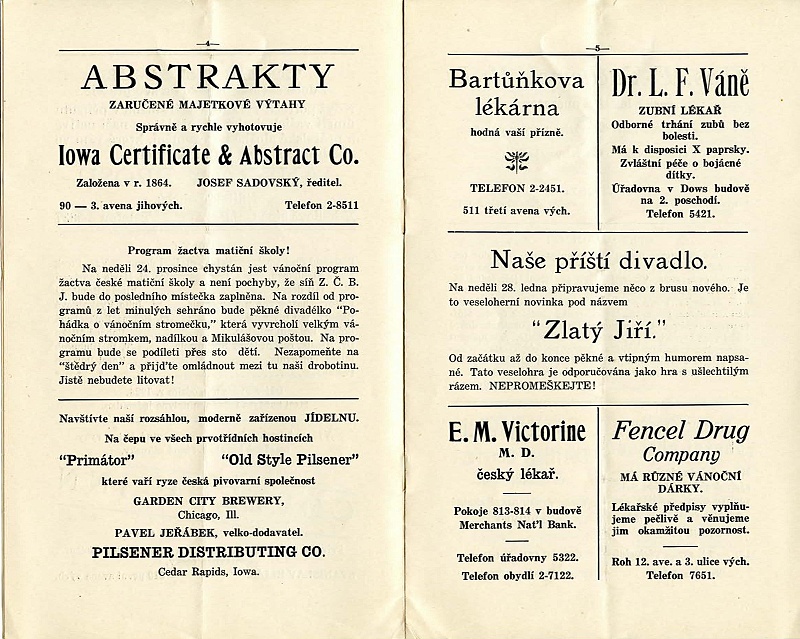 —4—
ABSTRAKTY
ZARUČENÉ MAJETKOVÉ VÝTAHY
Správně a rychle vyhotovuje
Iowa Certificate & Abstract Co.
Založena v r. 1864. JOSEF SADOVSKÝ, ředitel.
90 — 3. avena jihových. Telefon 2-8511
Program žactva matiční školy!
Na neděli 24. prosince chystán jest vánoční program
žactva české matiční školy a není pochyby, že síň Z. Č. B.
J. bude do posledního místečka zaplněna. Na rozdíl od pro-
gramů z let minulých sehráno bude pěkné divadélko "Po-
hádka o vánočním stromečku," která vyvrcholí velkým vá-
nočním stromkem, nadílkou a Mikulášovou poštou. Na pro-
gramu bude se podíleti přes sto dětí. Nezapomeňte na
"štědrý den" a přijďte omládnout mezi tu naši drobotinu.
Jistě nebudete litovat!
Navštivte naší rozsáhlou, moderně zařízenou JÍDELNU.
Na čepu ve všech prvotřídních hostincích
"Primátor" "Old Style Pilsener"
které vaří ryze česká pivovarní společnost
GARDEN CITY BREWERY,
Chicago, Ill.
PAVEL JEŘÁBEK, velko-dodavatel.
PILSENER DISTRIBUTING CO.
Cedar Rapids, Iowa.
—5—
Bartůňkova
lékárna
hodná vaší přízně.
TELEFON 2-2451.
511 třetí avena vých.
Dr. L. F. Váně
ZUBNÍ LÉKAŘ
Odborné trhání zubů bez
bolesti.
Má k disposici X paprsky.
Zvláštní péče o bojácné
dítky.
Úřadovna v Dows budově
na 2. poschodí.
Telefon 5421.
Naše příští divadlo.
Na neděli 28. ledna připravujeme něco z brusu nového. Je
to veseloherní novinka pod názvem
"Zlatý Jiří."
Od začátku až do konce pěkné a vtipným humorem napsa-
né. Tato veselohra je odporučována jako hra s ušlechtilým
rázem. NEPROMEŠKEJTE!
E. M. Victorine
M. D.
český lékař.
Pokoje 813-814 v budově
Merchants Nat'l Bank.
Telefon úřadovny 5322.
Telefon obydlí 2-7122.
Fencel Drug
Company
MÁ RŮZNÉ VÁNOČNÍ
DÁRKY.
Lékařské předpisy vyplňu-
jeme pečlivě a věnujeme
jim okamžitou pozornost.
Roh 12. ave. a 3. ulice vých.
Telefon 7651.